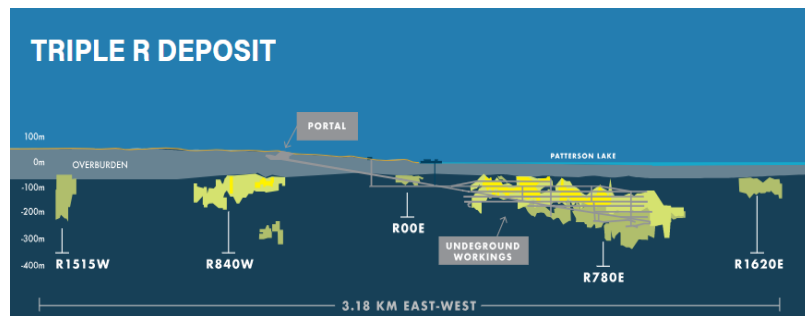 TRIPLE R DEPOSIT
PORTAL
100m
0m
OVERBURDEN
PATTERSON LAKE
-100m
-200m
R00E
UNDEGROUND
WORKINGS
-300m
-400m
R1515W
R840W
R780E
R1620E
3.18 KM EAST-WEST